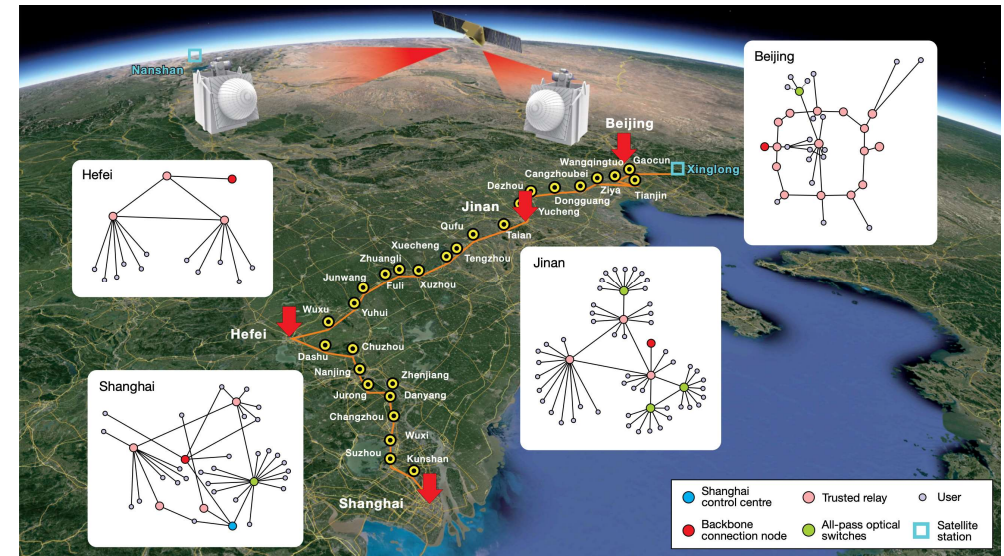 Nanshan
Beijing
Beijing
Wangqingtuo
Gaocun
Xinglong
Cangzhoubei
Ziya
Tianjin
Dezhou
Dongguang
Yucheng
Jinan
Taian
Qufu
Tengzhou
Xuecheng
Zhuangli
Xuzhou
Fuli
Junwang
Yuhui
Wuxu
Hefei
Hefei
Dashu
Chuzhou
Nanjing
Zhenjiang
Jurong
Danyang
Changzhou
Wuxi
Suzhou
Kunshan
Shanghai
Shanghai
Jinan
Shanghai
control centre
Trusted relay
User
Backbone
connection node
All-pass optical
switches
Satellite
station